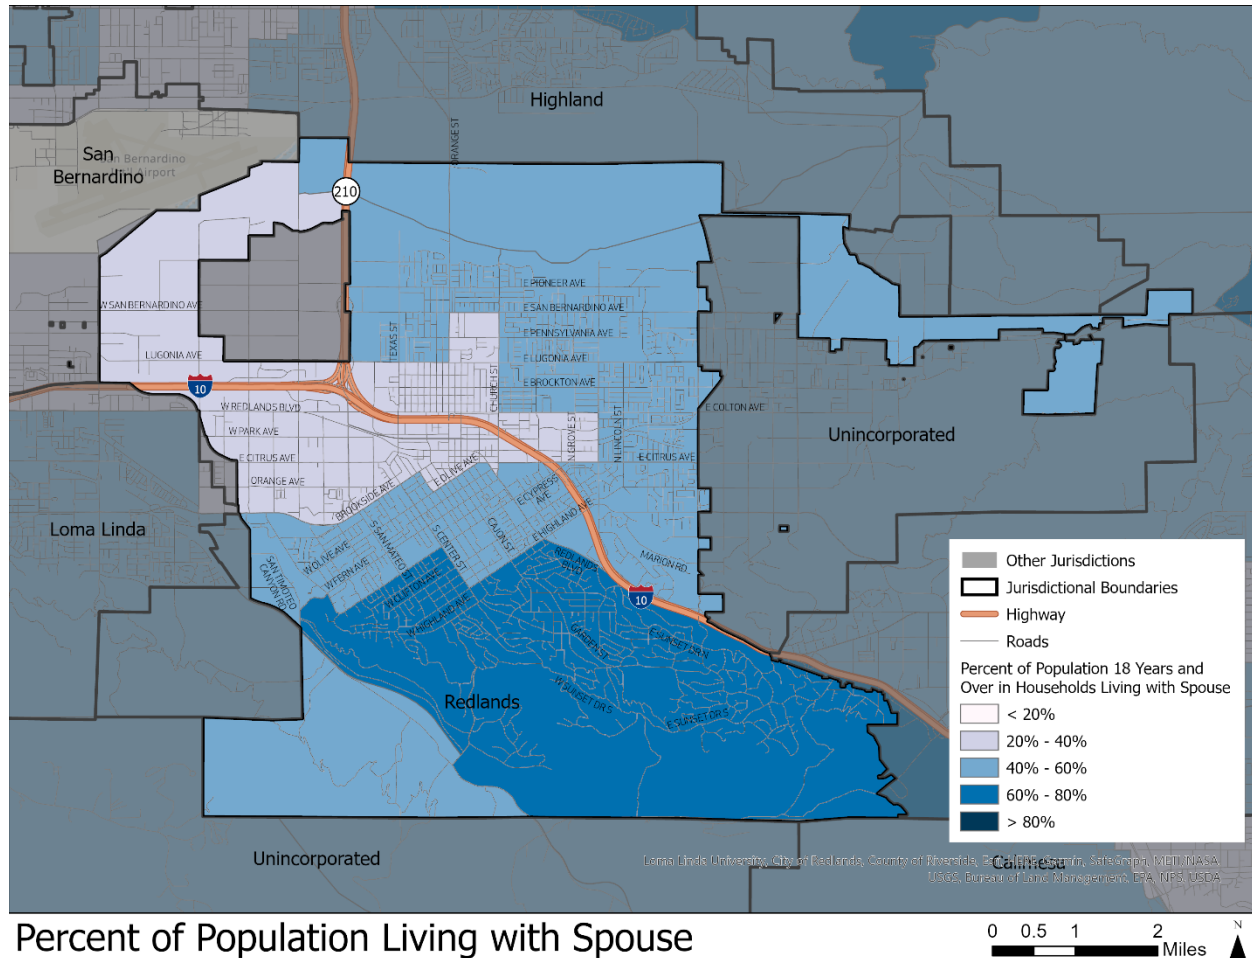 Highland
ORANGE ST
San
Bernardino
San Bernardino
Airport
210
E PIONEER AVE
W SAN BERNARDINO AVE
E SAN BERNARDINO AVE
TEXAS ST
E PENNSYLVANIA AVE
LUGONIA AVE
E LUGONIA AVE
10
CHURCH ST
E BROCKTON AVE
W REDLANDS BLVD
E COLTON AVE
W PARK AVE
N GROVE ST
N LINCOLN ST
Unincorporated
E CITRUS AVE
E CITRUS AVE
ORANGE AVE
BROOKSIDE AVE
E OLIVE AVE
E CYPRESS
AVE
Loma Linda
S SAN MATEO ST
S CENTER ST
CAJON ST
E HIGHLAND AVE
W OLIVE AVE
W FERN AVE
SAN TIMOTEO
CANYON RD
REDLANDS
BLVD
MARION RD
W CLIFTON AVE
W HIGHLAND AVE
10
GARDEN ST
E SUNSET DR N
Redlands
W SUNSET DR S
E SUNSET DR S
Other Jurisdictions
Jurisdictional Boundaries
Highway
Roads
Percent of Population 18 Years and
Over in Households Living with Spouse
< 20%
20% - 40%
40% - 60%
60% - 80%
> 80%
Unincorporated
Calimesa
Loma Linda University, City of Redlands, County of Riverside, Esri, HERE, Garmin, SafeGraph, METI/NASA,
USGS, Bureau of Land Management, EPA, NPS, USDA
Percent of Population Living with Spouse
0 0.5 1 2
Miles
N